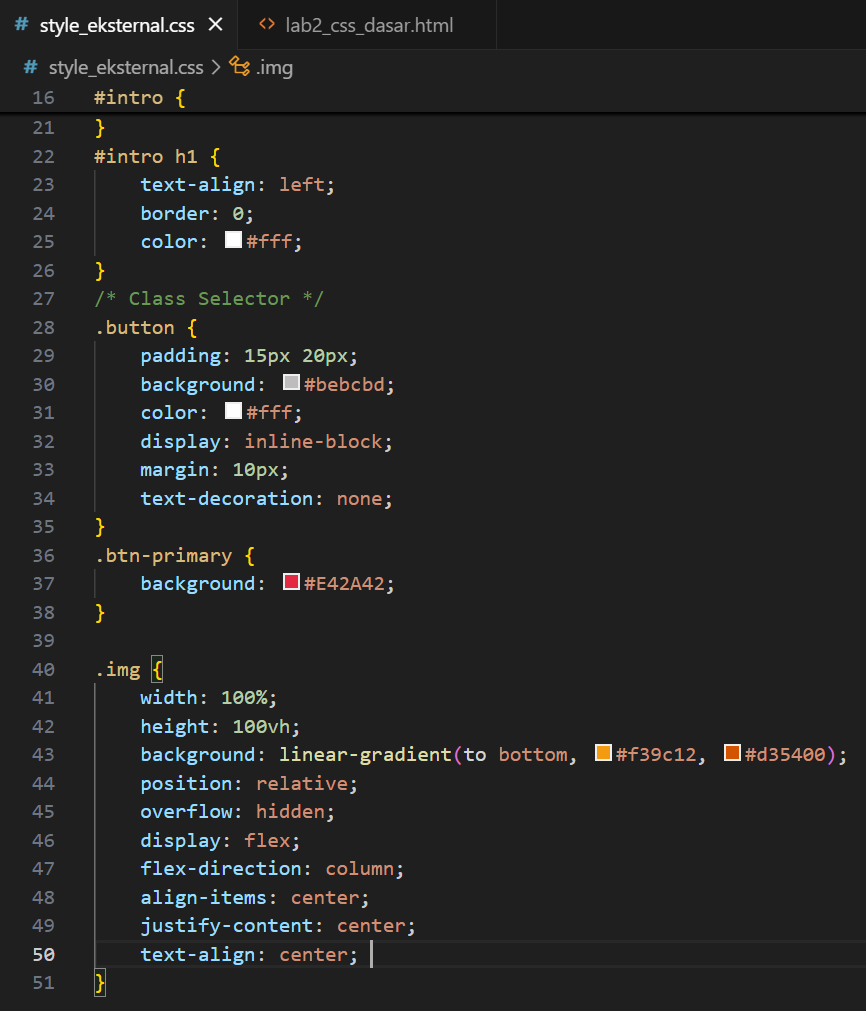 # style_eksternal.css × <> lab2_css_dasar.html
# style_eksternal.css > .img
16 #intro {
21 }
22 #intro h1 {
23     text-align: left;
24     border: 0;
25     color: #fff;
26 }
27 /* Class Selector */
28 .button {
29     padding: 15px 20px;
30     background: #bebcbd;
31     color: #fff;
32     display: inline-block;
33     margin: 10px;
34     text-decoration: none;
35 }
36 .btn-primary {
37     background: #E42A42;
38 }
39
40 .img {
41     width: 100%;
42     height: 100vh;
43     background: linear-gradient(to bottom, #f39c12, #d35400);
44     position: relative;
45     overflow: hidden;
46     display: flex;
47     flex-direction: column;
48     align-items: center;
49     justify-content: center;
50     text-align: center;
51 }